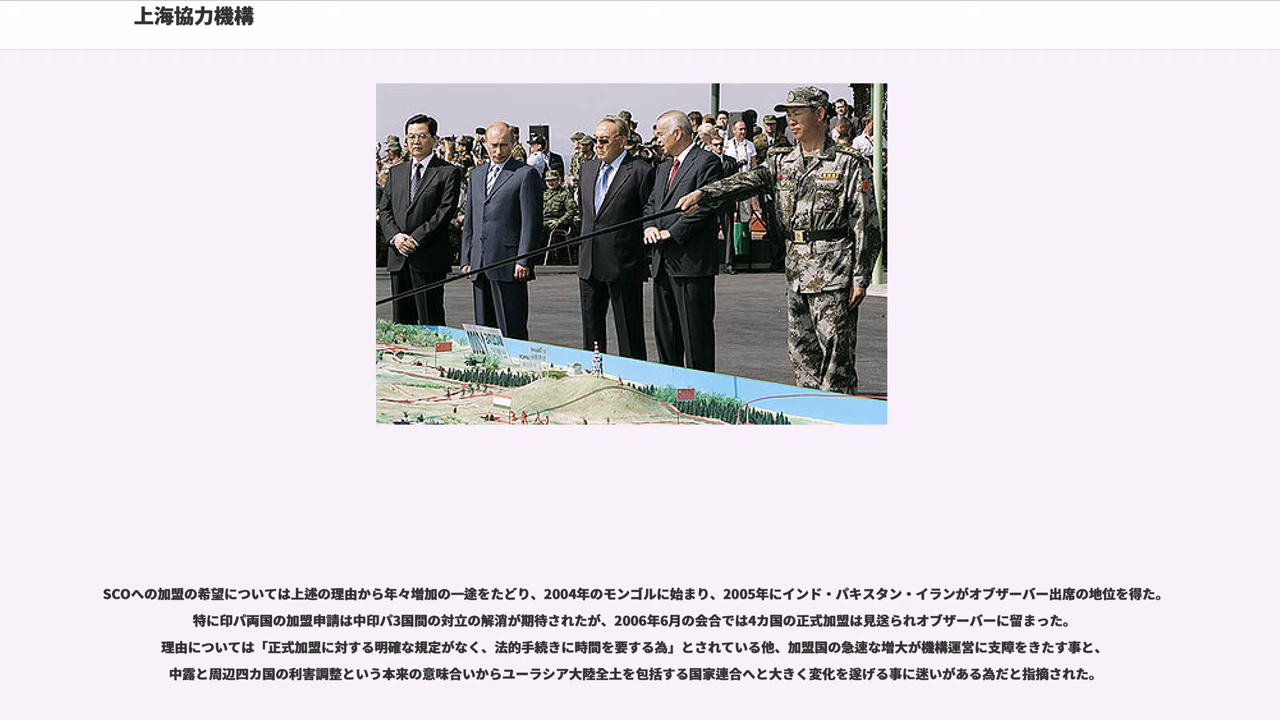 上海協力機構
SCOへの加盟の希望については上述の理由から年々増加の一途をたどり、2004年のモンゴルに始まり、2005年にインド・パキスタン・イランがオブザーバー出席の地位を得た。
特に印パ両国の加盟申請は中印パ3国間の対立の解消が期待されたが、2006年6月の会合では4カ国の正式加盟は見送られオブザーバーに留まった。
理由については「正式加盟に対する明確な規定がなく、法的手続きに時間を要する為」とされている他、加盟国の急速な増大が機構運営に支障をきたす事と、
中露と周辺四カ国の利害調整という本来の意味合いからユーラシア大陸全土を包括する国家連合へと大きく変化を遂げる事に迷いがある為だと指摘された。